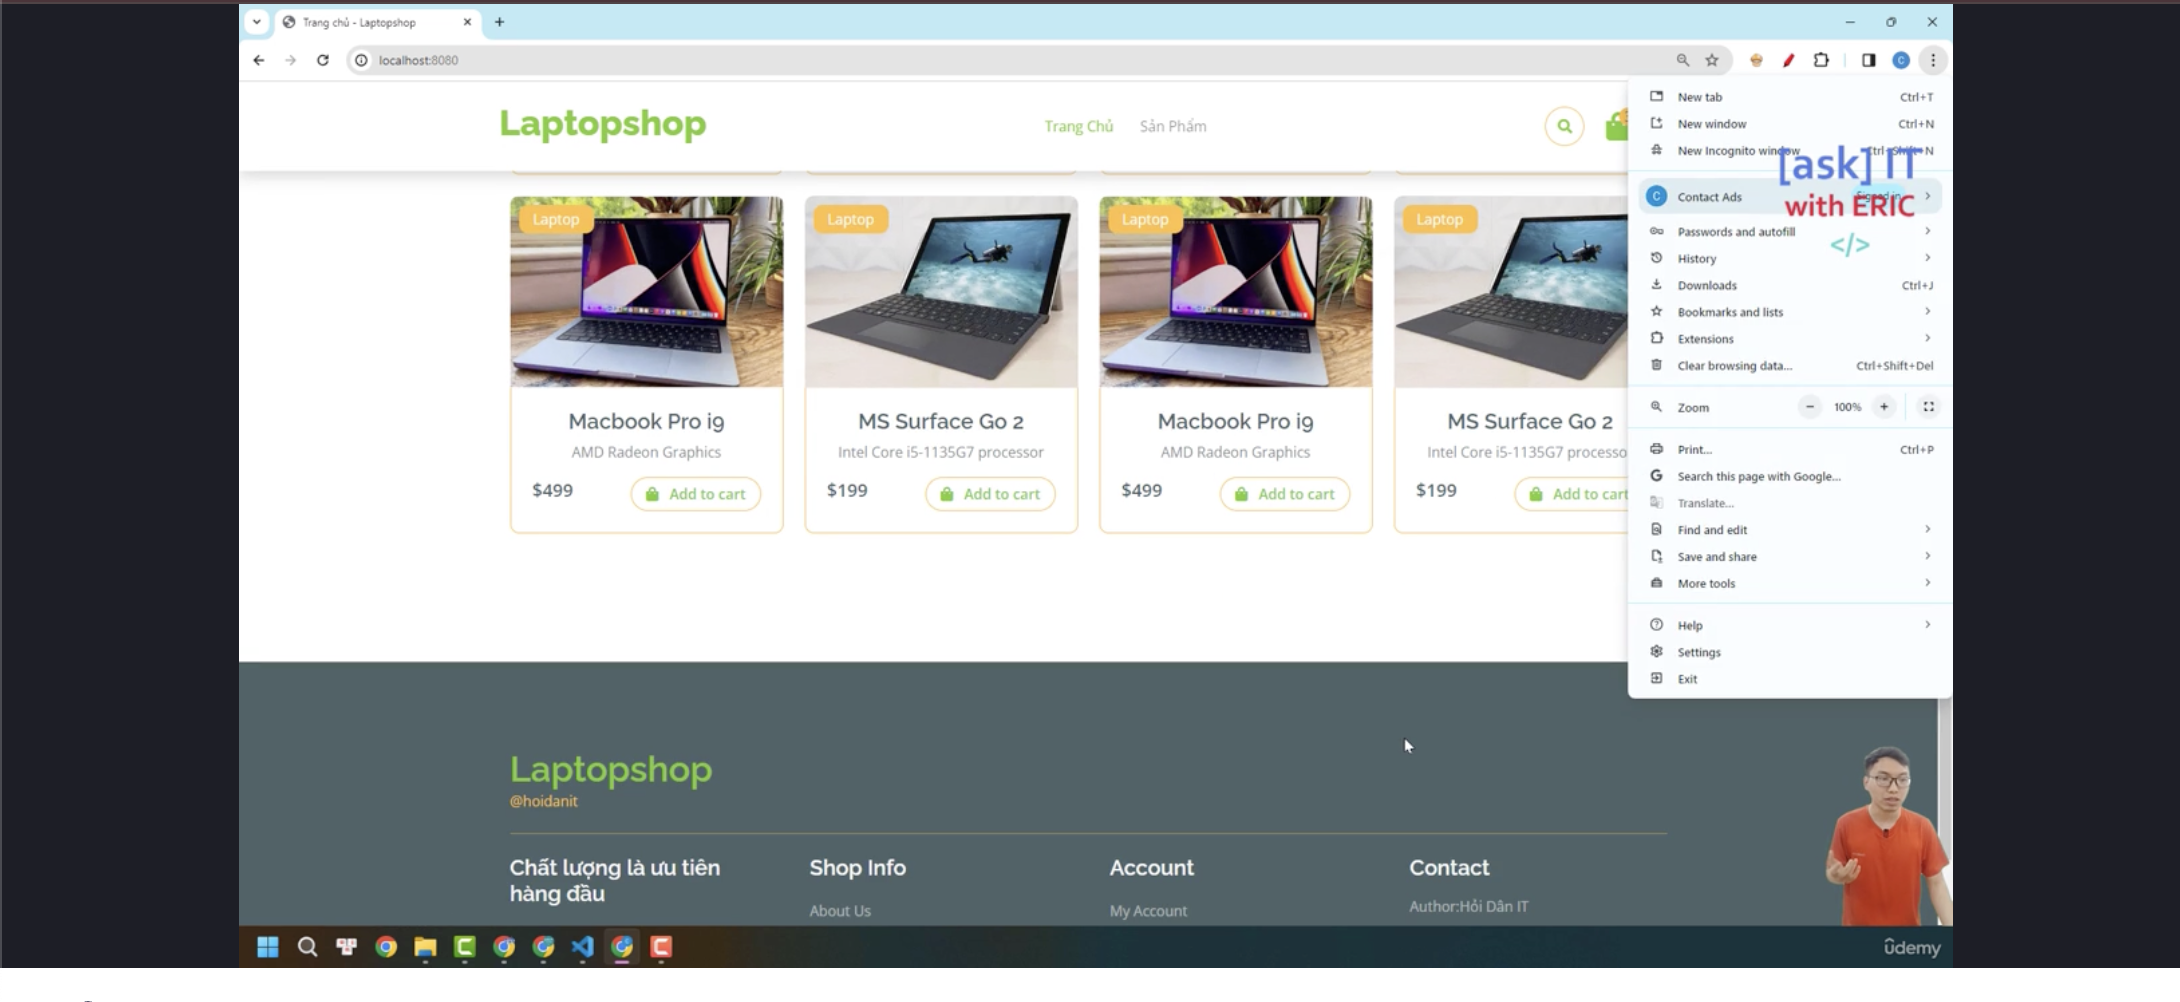 Trang chủ - Laptopshop
localhost:8080
C
Laptopshop
Trang Chủ
Sản Phẩm
New tab Ctrl+T
New window Ctrl+N
New Incognito window Ctrl+Shift+N
[ask] IT
C Contact Ads Signed in
with ERIC
Passwords and autofill
</>
History
Downloads Ctrl+J
Bookmarks and lists
Extensions
Clear browsing data... Ctrl+Shift+Del
Zoom − 100% +
Print... Ctrl+P
G Search this page with Google...
Translate...
Find and edit
Save and share
More tools
Help
Settings
Exit
Laptop
Macbook Pro i9
AMD Radeon Graphics
$499 Add to cart
Laptop
MS Surface Go 2
Intel Core i5-1135G7 processor
$199 Add to cart
Laptop
Macbook Pro i9
AMD Radeon Graphics
$499 Add to cart
Laptop
MS Surface Go 2
Intel Core i5-1135G7 processo
$199 Add to cart
Laptopshop
@hoidanit
Chất lượng là ưu tiên
hàng đầu
Shop Info
About Us
Account
My Account
Contact
Author:Hỏi Dân IT
ûdemy